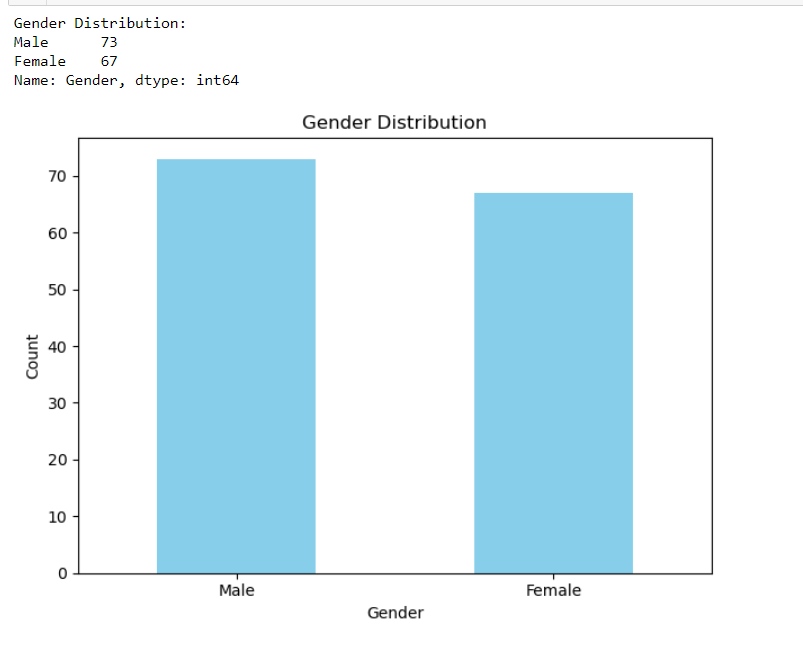 Gender Distribution:
Male      73
Female    67
Name: Gender, dtype: int64
Gender Distribution
70
60
50
40
30
20
10
0
Count
Male Female
Gender